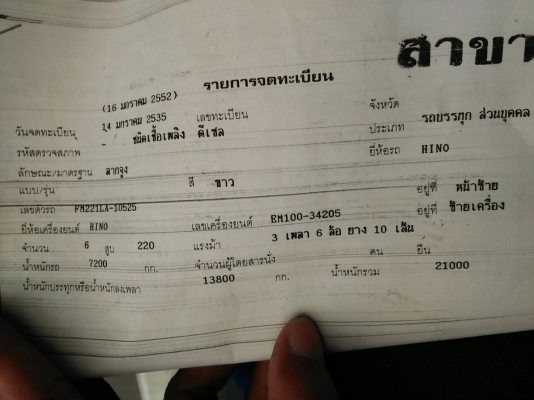 สาขา
รายการจดทะเบียน
(16 มกราคม 2552)
วันจดทะเบียน 14 มกราคม 2535 เลขทะเบียน จังหวัด
รหัสตรวจสภาพ - ชนิดเชื้อเพลิง ดีเซล ประเภท รถบรรทุก ส่วนบุคคล
ลักษณะ/มาตรฐาน ลากจูง ยี่ห้อรถ HINO
แบบ/รุ่น สี ขาว
เลขตัวรถ FM221LA-10525 อยู่ที่ หน้าซ้าย
ยี่ห้อเครื่องยนต์ HINO เลขเครื่องยนต์ EM100-34205 อยู่ที่ ซ้ายเครื่อง
จำนวน 6 สูบ 220 แรงม้า 3 เพลา 6 ล้อ ยาง 10 เส้น
น้ำหนักรถ 7200 กก. จำนวนผู้โดยสารนั่ง คน ยืน
น้ำหนักบรรทุกหรือน้ำหนักลงเพลา 13800 กก. น้ำหนักรวม 21000